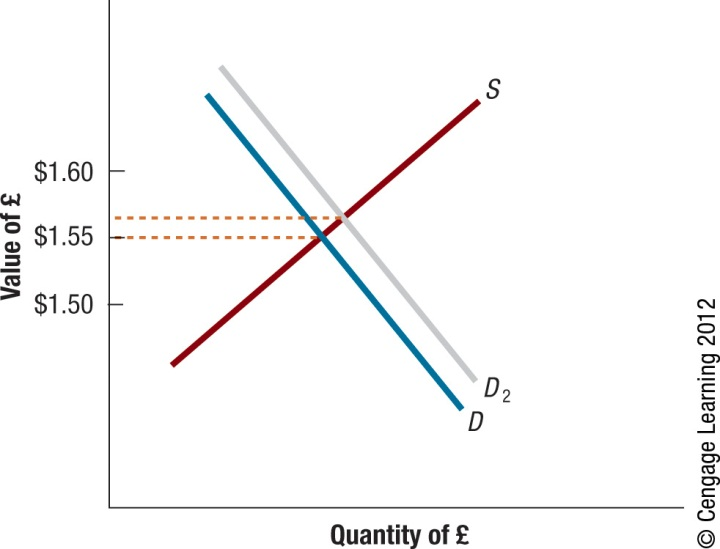 S
$1.60
$1.55
$1.50
Value of £
D2
D
Quantity of £
© Cengage Learning 2012